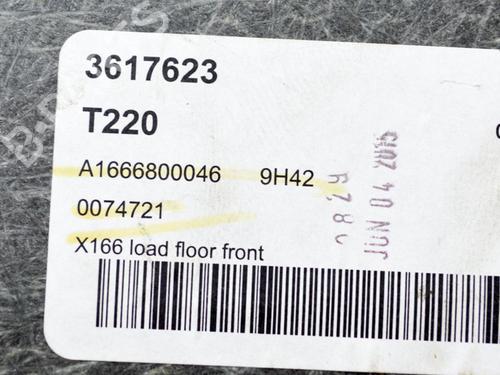 3617623
T220
A1666800046 9H42
0074721
X166 load floor front
JUN 04 2015